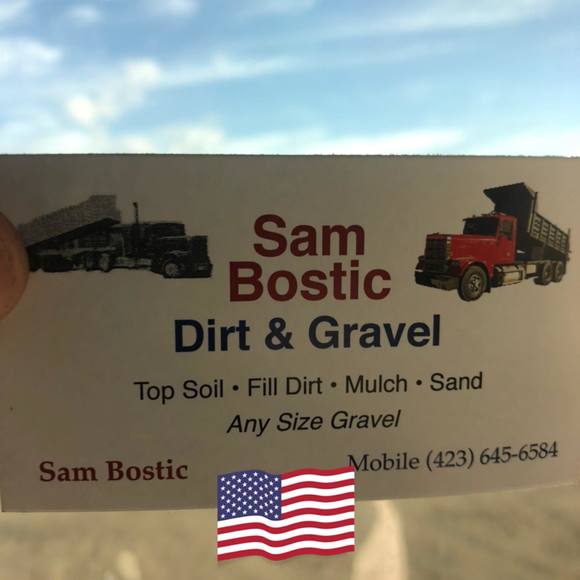 Sam
Bostic
Dirt & Gravel
Top Soil • Fill Dirt • Mulch • Sand
Any Size Gravel
Sam Bostic
Mobile (423) 645-6584